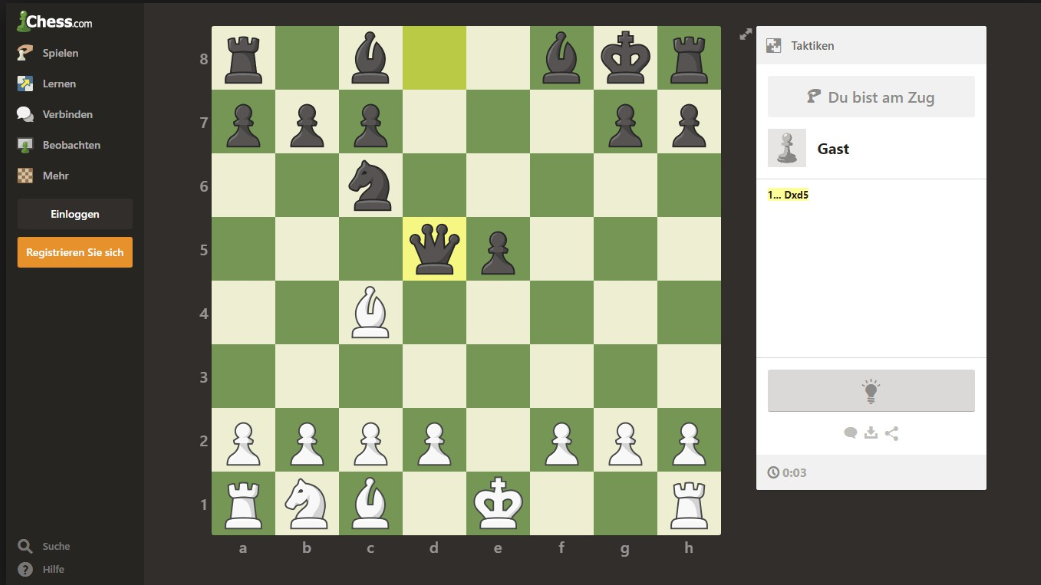 Chess.com
Spielen
Lernen
Verbinden
Beobachten
Mehr
Einloggen
Registrieren Sie sich
Suche
Hilfe
8
7
6
5
4
3
2
1
a b c d e f g h
Taktiken
Du bist am Zug
Gast
1... Dxd5
0:03